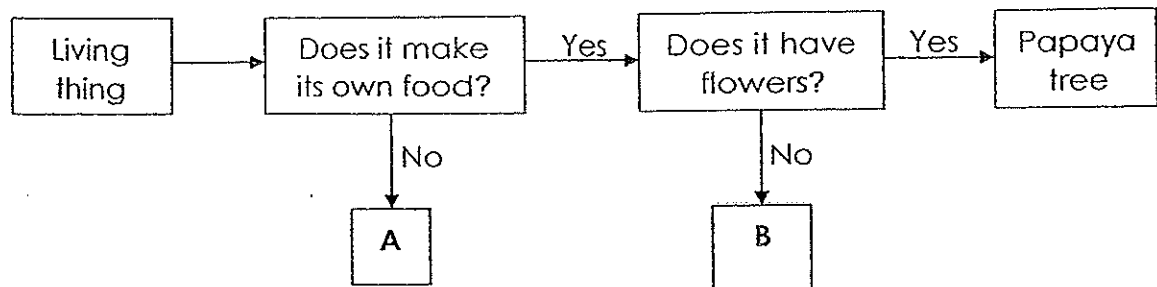 Living
thing
Does it make
its own food?
Yes
Does it have
flowers?
Yes
Papaya
tree
No
No
A
B